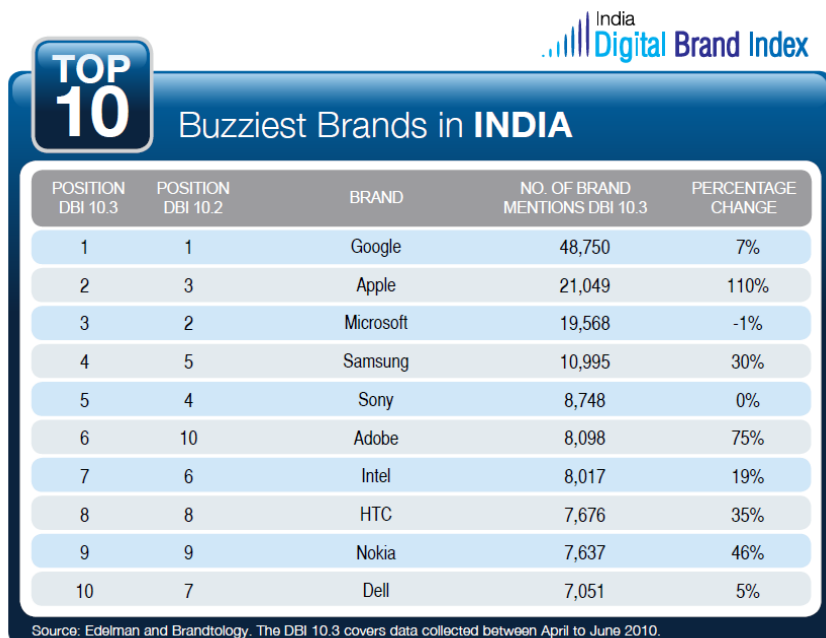 India
Digital Brand Index
TOP
10
Buzziest Brands in INDIA
POSITION DBI 10.3 POSITION DBI 10.2 BRAND NO. OF BRAND MENTIONS DBI 10.3 PERCENTAGE CHANGE
1 1 Google 48,750 7%
2 3 Apple 21,049 110%
3 2 Microsoft 19,568 -1%
4 5 Samsung 10,995 30%
5 4 Sony 8,748 0%
6 10 Adobe 8,098 75%
7 6 Intel 8,017 19%
8 8 HTC 7,676 35%
9 9 Nokia 7,637 46%
10 7 Dell 7,051 5%
Source: Edelman and Brandtology. The DBI 10.3 covers data collected between April to June 2010.